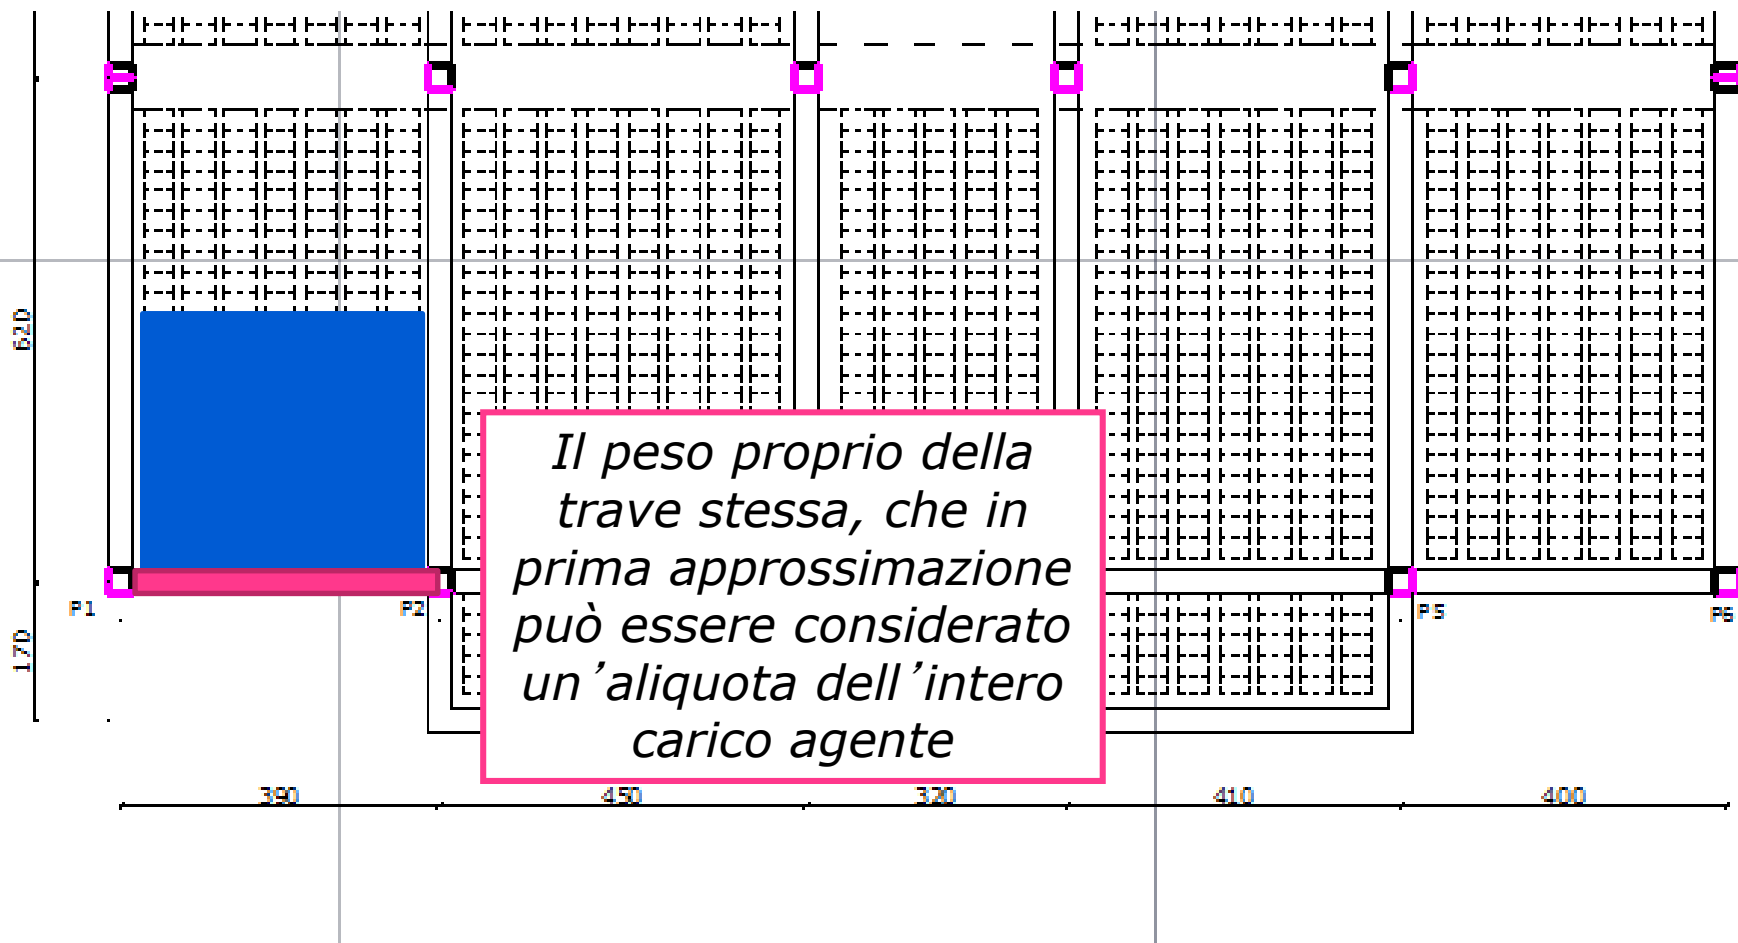 620
Il peso proprio della
trave stessa, che in
prima approssimazione
può essere considerato
un’aliquota dell’intero
carico agente
P1
P2
P5
P6
170
390
450
320
410
400